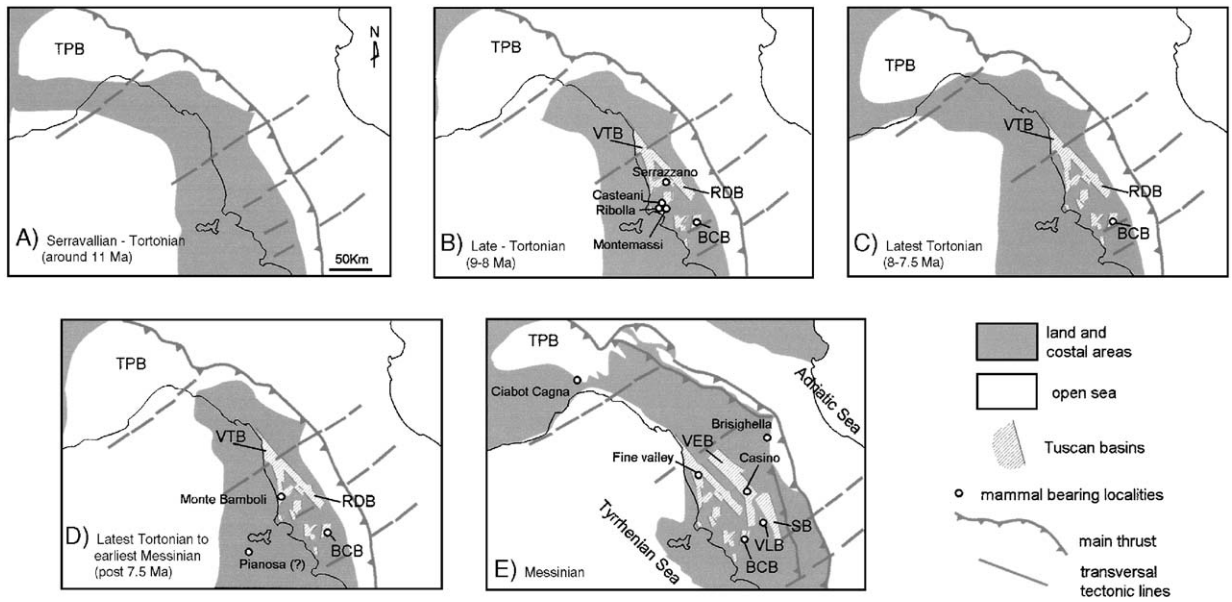 TPB
N
A) Serravallian - Tortonian
(around 11 Ma)
50Km
TPB
VTB
Serrazzano
Casteani
RDB
Ribolla
Montemassi
BCB
B) Late - Tortonian
(9-8 Ma)
TPB
VTB
RDB
BCB
C) Latest Tortonian
(8-7.5 Ma)
TPB
VTB
Monte Bamboli
RDB
BCB
D) Latest Tortonian to
earliest Messinian
(post 7.5 Ma)
Pianosa (?)
TPB
Ciabot Cagna
Adriatic Sea
Brisighella
VEB
Fine valley
Casino
Tyrrhenian Sea
SB
VLB
BCB
E) Messinian
land and
costal areas
open sea
Tuscan basins
mammal bearing localities
main thrust
transversal
tectonic lines